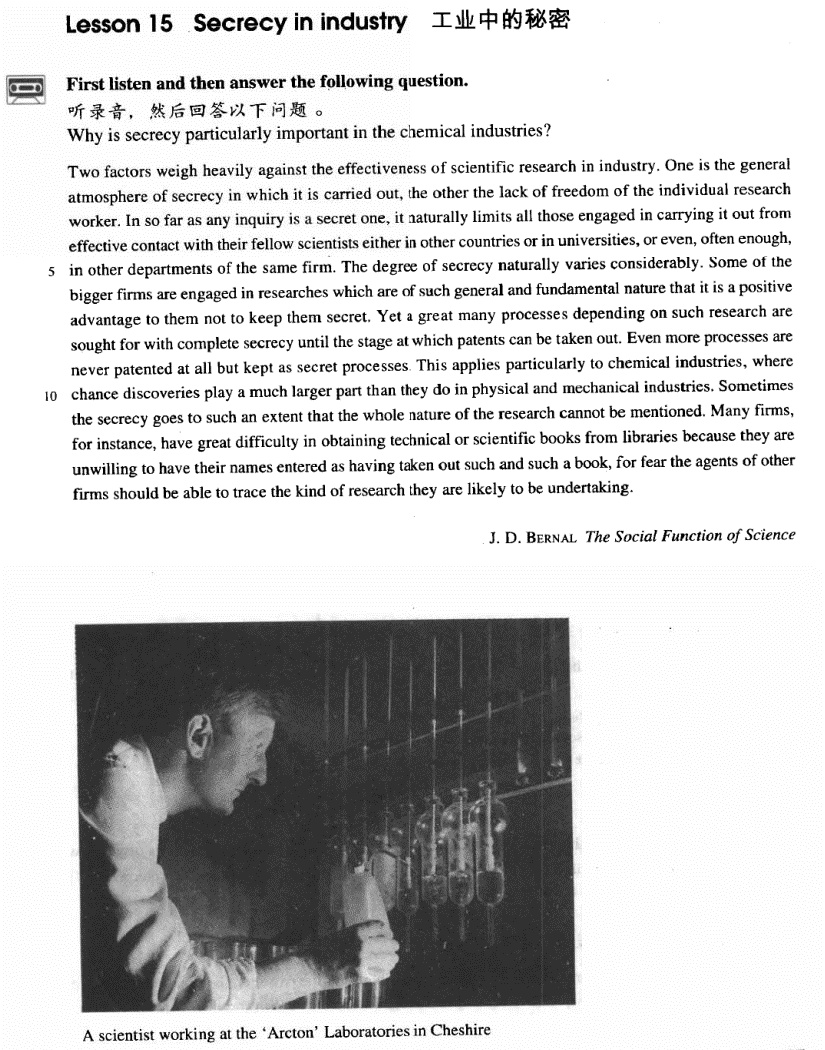 Lesson 15 Secrecy in industry 工业中的秘密
First listen and then answer the following question.
听录音，然后回答以下问题。
Why is secrecy particularly important in the chemical industries?
Two factors weigh heavily against the effectiveness of scientific research in industry. One is the general
atmosphere of secrecy in which it is carried out, the other the lack of freedom of the individual research
worker. In so far as any inquiry is a secret one, it naturally limits all those engaged in carrying it out from
effective contact with their fellow scientists either in other countries or in universities, or even, often enough,
5 in other departments of the same firm. The degree of secrecy naturally varies considerably. Some of the
bigger firms are engaged in researches which are of such general and fundamental nature that it is a positive
advantage to them not to keep them secret. Yet a great many processes depending on such research are
sought for with complete secrecy until the stage at which patents can be taken out. Even more processes are
never patented at all but kept as secret processes. This applies particularly to chemical industries, where
10 chance discoveries play a much larger part than they do in physical and mechanical industries. Sometimes
the secrecy goes to such an extent that the whole nature of the research cannot be mentioned. Many firms,
for instance, have great difficulty in obtaining technical or scientific books from libraries because they are
unwilling to have their names entered as having taken out such and such a book, for fear the agents of other
firms should be able to trace the kind of research they are likely to be undertaking.
J. D. BERNAL The Social Function of Science
A scientist working at the ‘Arcton’ Laboratories in Cheshire